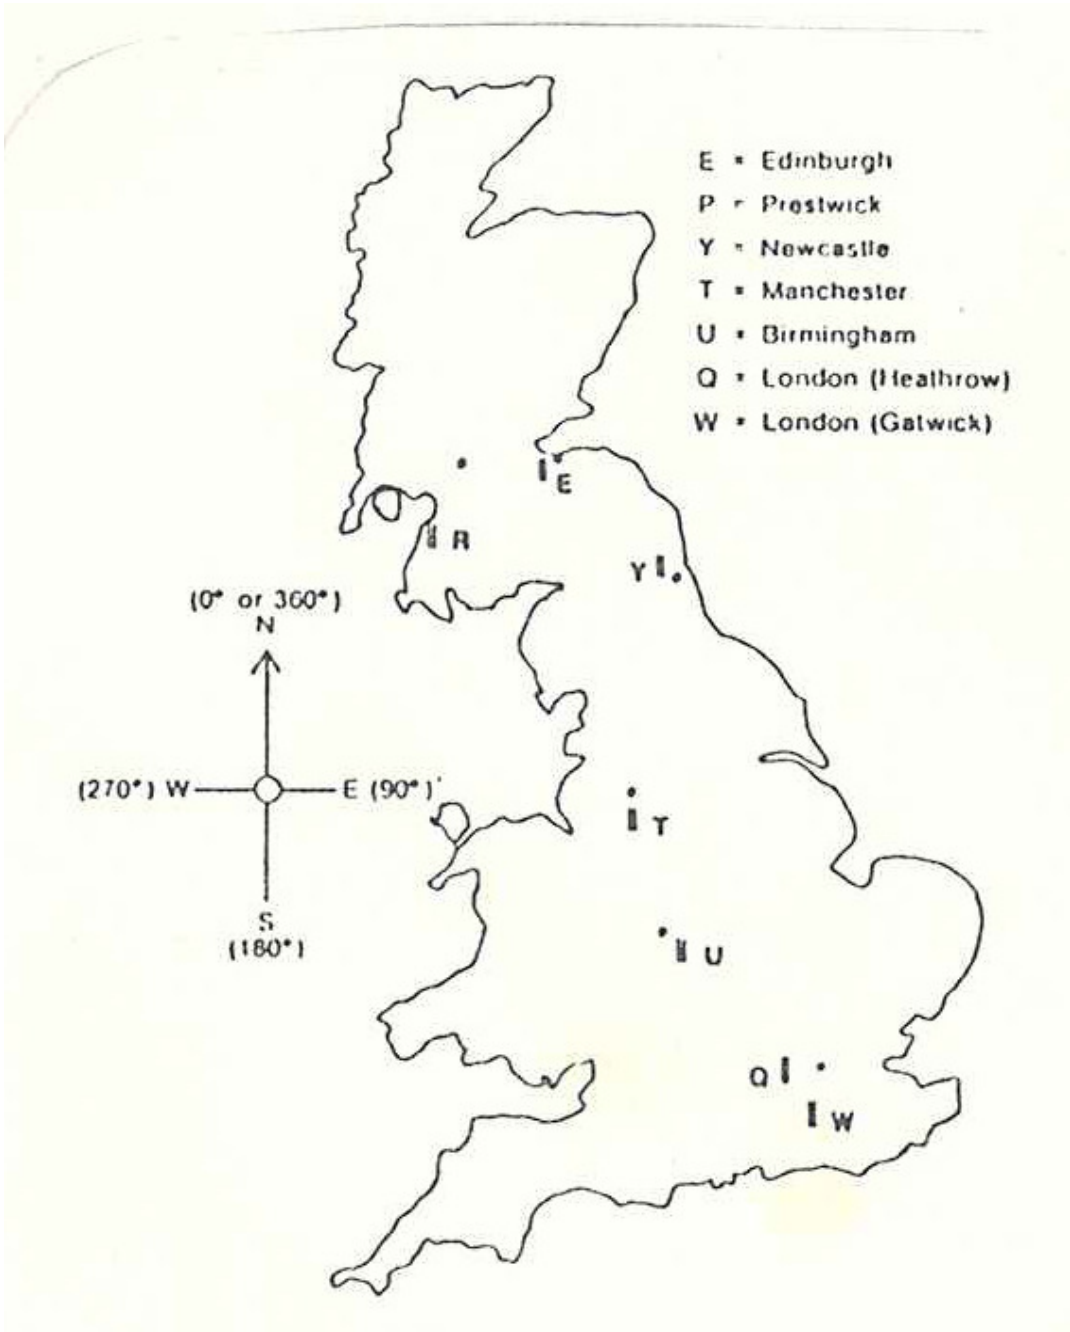 E = Edinburgh
P = Prestwick
Y = Newcastle
T = Manchester
U = Birmingham
Q = London (Heathrow)
W = London (Gatwick)
E
R
Y
(0° or 360°)
N
(270°) W
E (90°)
T
S
(180°)
U
Q
W